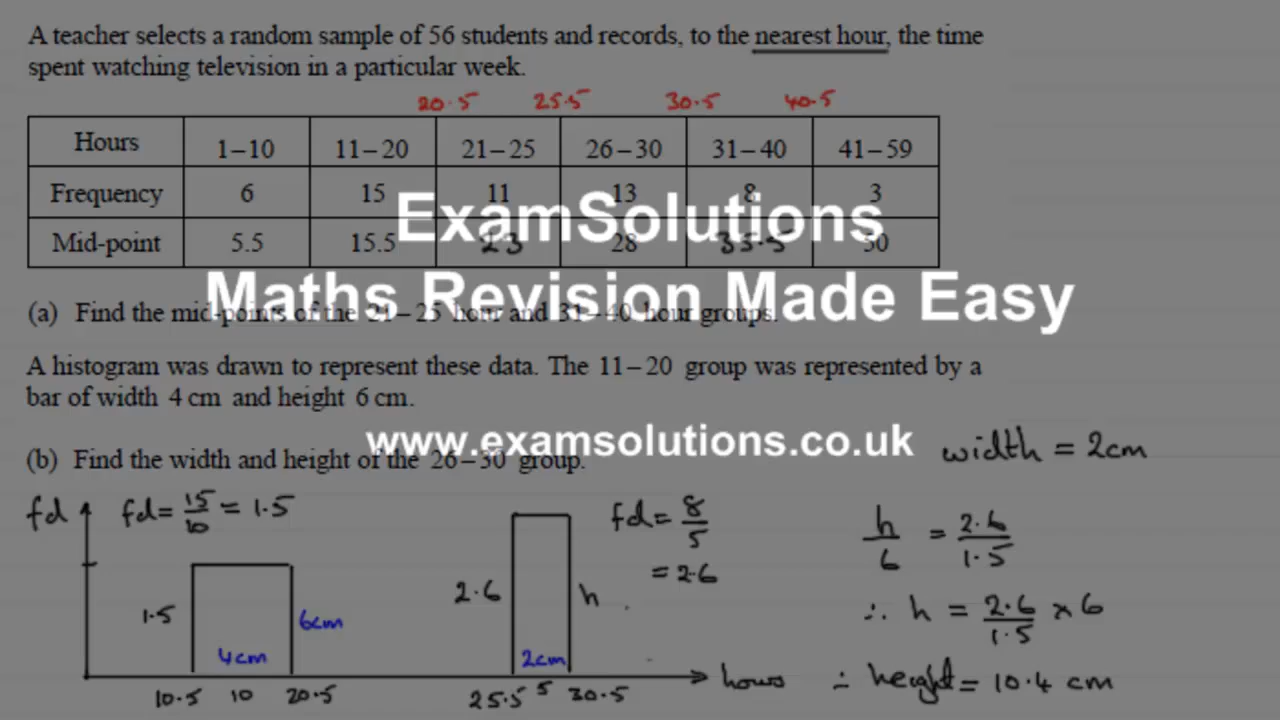 A teacher selects a random sample of 56 students and records, to the nearest hour, the time
spent watching television in a particular week.
20.5 25.5 30.5 40.5
Hours 1–10 11–20 21–25 26–30 31–40 41–59
Frequency 6 15 11 13 8 3
Mid-point 5.5 15.5 23 28 35.5 50
ExamSolutions
Maths Revision Made Easy
(a) Find the mid-points of the 21–25 hour and 31–40 hour groups.
A histogram was drawn to represent these data. The 11–20 group was represented by a
bar of width 4 cm and height 6 cm.
www.examsolutions.co.uk
(b) Find the width and height of the 26–30 group.
width = 2cm
fd fd = 15/10 = 1.5
fd = 8/5
= 2.6
h/6 = 2.6/1.5
1.5 6cm 2.6 h
∴ h = 2.6/1.5 × 6
4cm 2cm
hours
∴ height = 10.4 cm
10.5 10 20.5 25.5 5 30.5